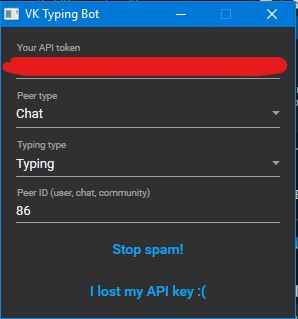 VK Typing Bot
Your API token
Peer type
Chat
Typing type
Typing
Peer ID (user, chat, community)
86
Stop spam!
I lost my API key :(